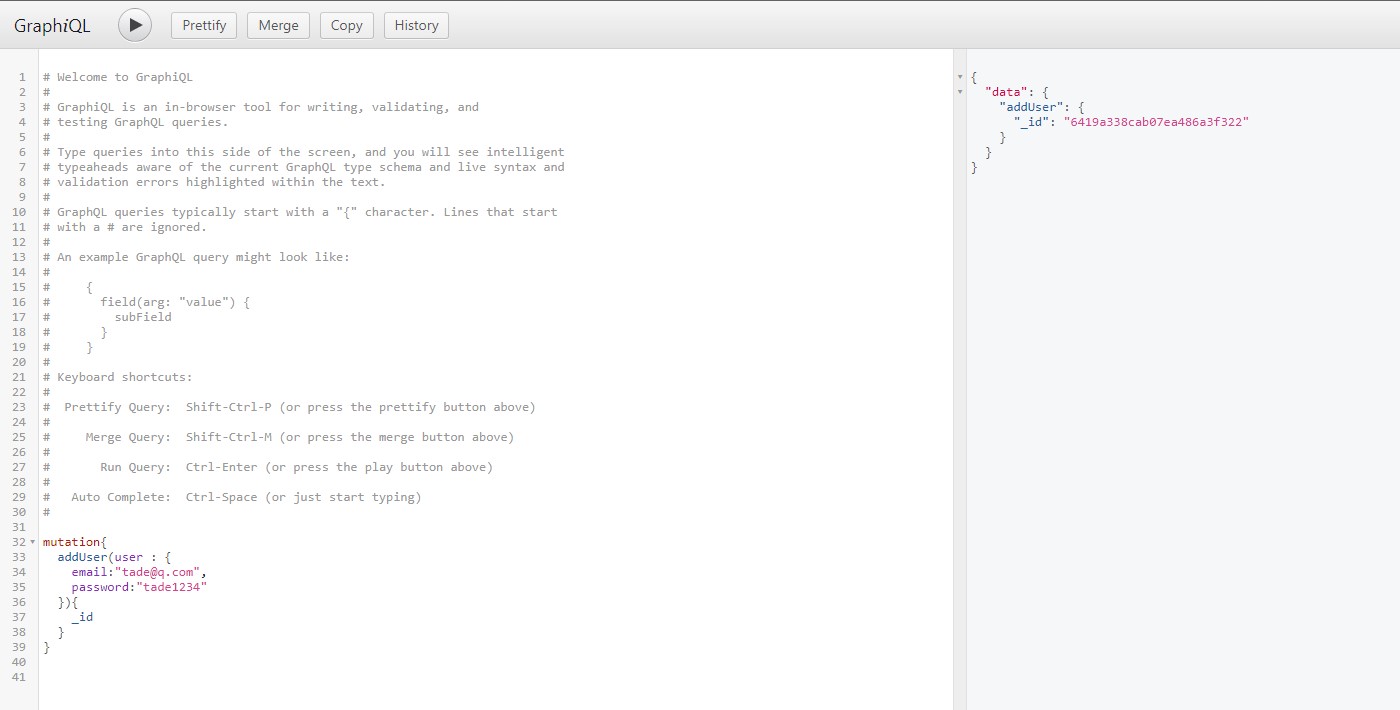 GraphiQL
Prettify
Merge
Copy
History
1 # Welcome to GraphiQL
2 #
3 # GraphiQL is an in-browser tool for writing, validating, and
4 # testing GraphQL queries.
5 #
6 # Type queries into this side of the screen, and you will see intelligent
7 # typeaheads aware of the current GraphQL type schema and live syntax and
8 # validation errors highlighted within the text.
9 #
10 # GraphQL queries typically start with a "{" character. Lines that start
11 # with a # are ignored.
12 #
13 # An example GraphQL query might look like:
14 #
15 #     {
16 #       field(arg: "value") {
17 #         subField
18 #       }
19 #     }
20 #
21 # Keyboard shortcuts:
22 #
23 #  Prettify Query:  Shift-Ctrl-P (or press the prettify button above)
24 #
25 #     Merge Query:  Shift-Ctrl-M (or press the merge button above)
26 #
27 #       Run Query:  Ctrl-Enter (or press the play button above)
28 #
29 #   Auto Complete:  Ctrl-Space (or just start typing)
30 #
31
32 mutation{
33   addUser(user : {
34     email:"tade@q.com",
35     password:"tade1234"
36   }){
37     _id
38   }
39 }
40
41
{
  "data": {
    "addUser": {
      "_id": "6419a338cab07ea486a3f322"
    }
  }
}